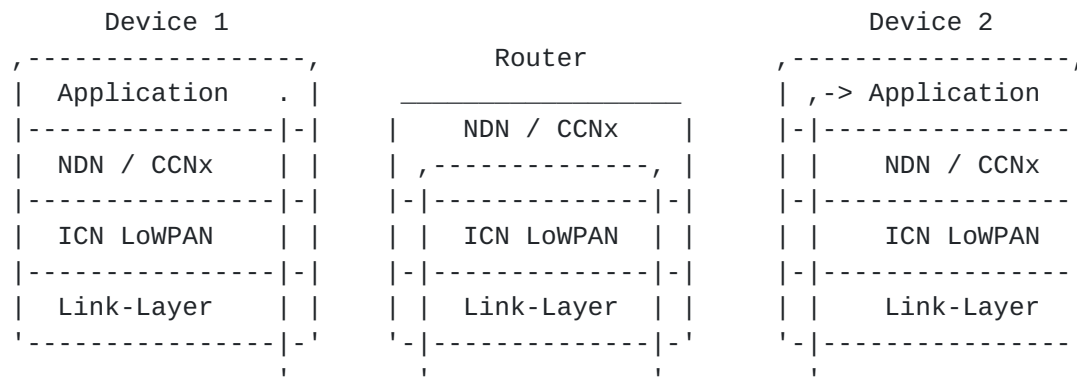 Device 1 Device 2
Router
Application -> Application
NDN / CCNx
NDN / CCNx NDN / CCNx
ICN LoWPAN ICN LoWPAN ICN LoWPAN
Link-Layer Link-Layer Link-Layer